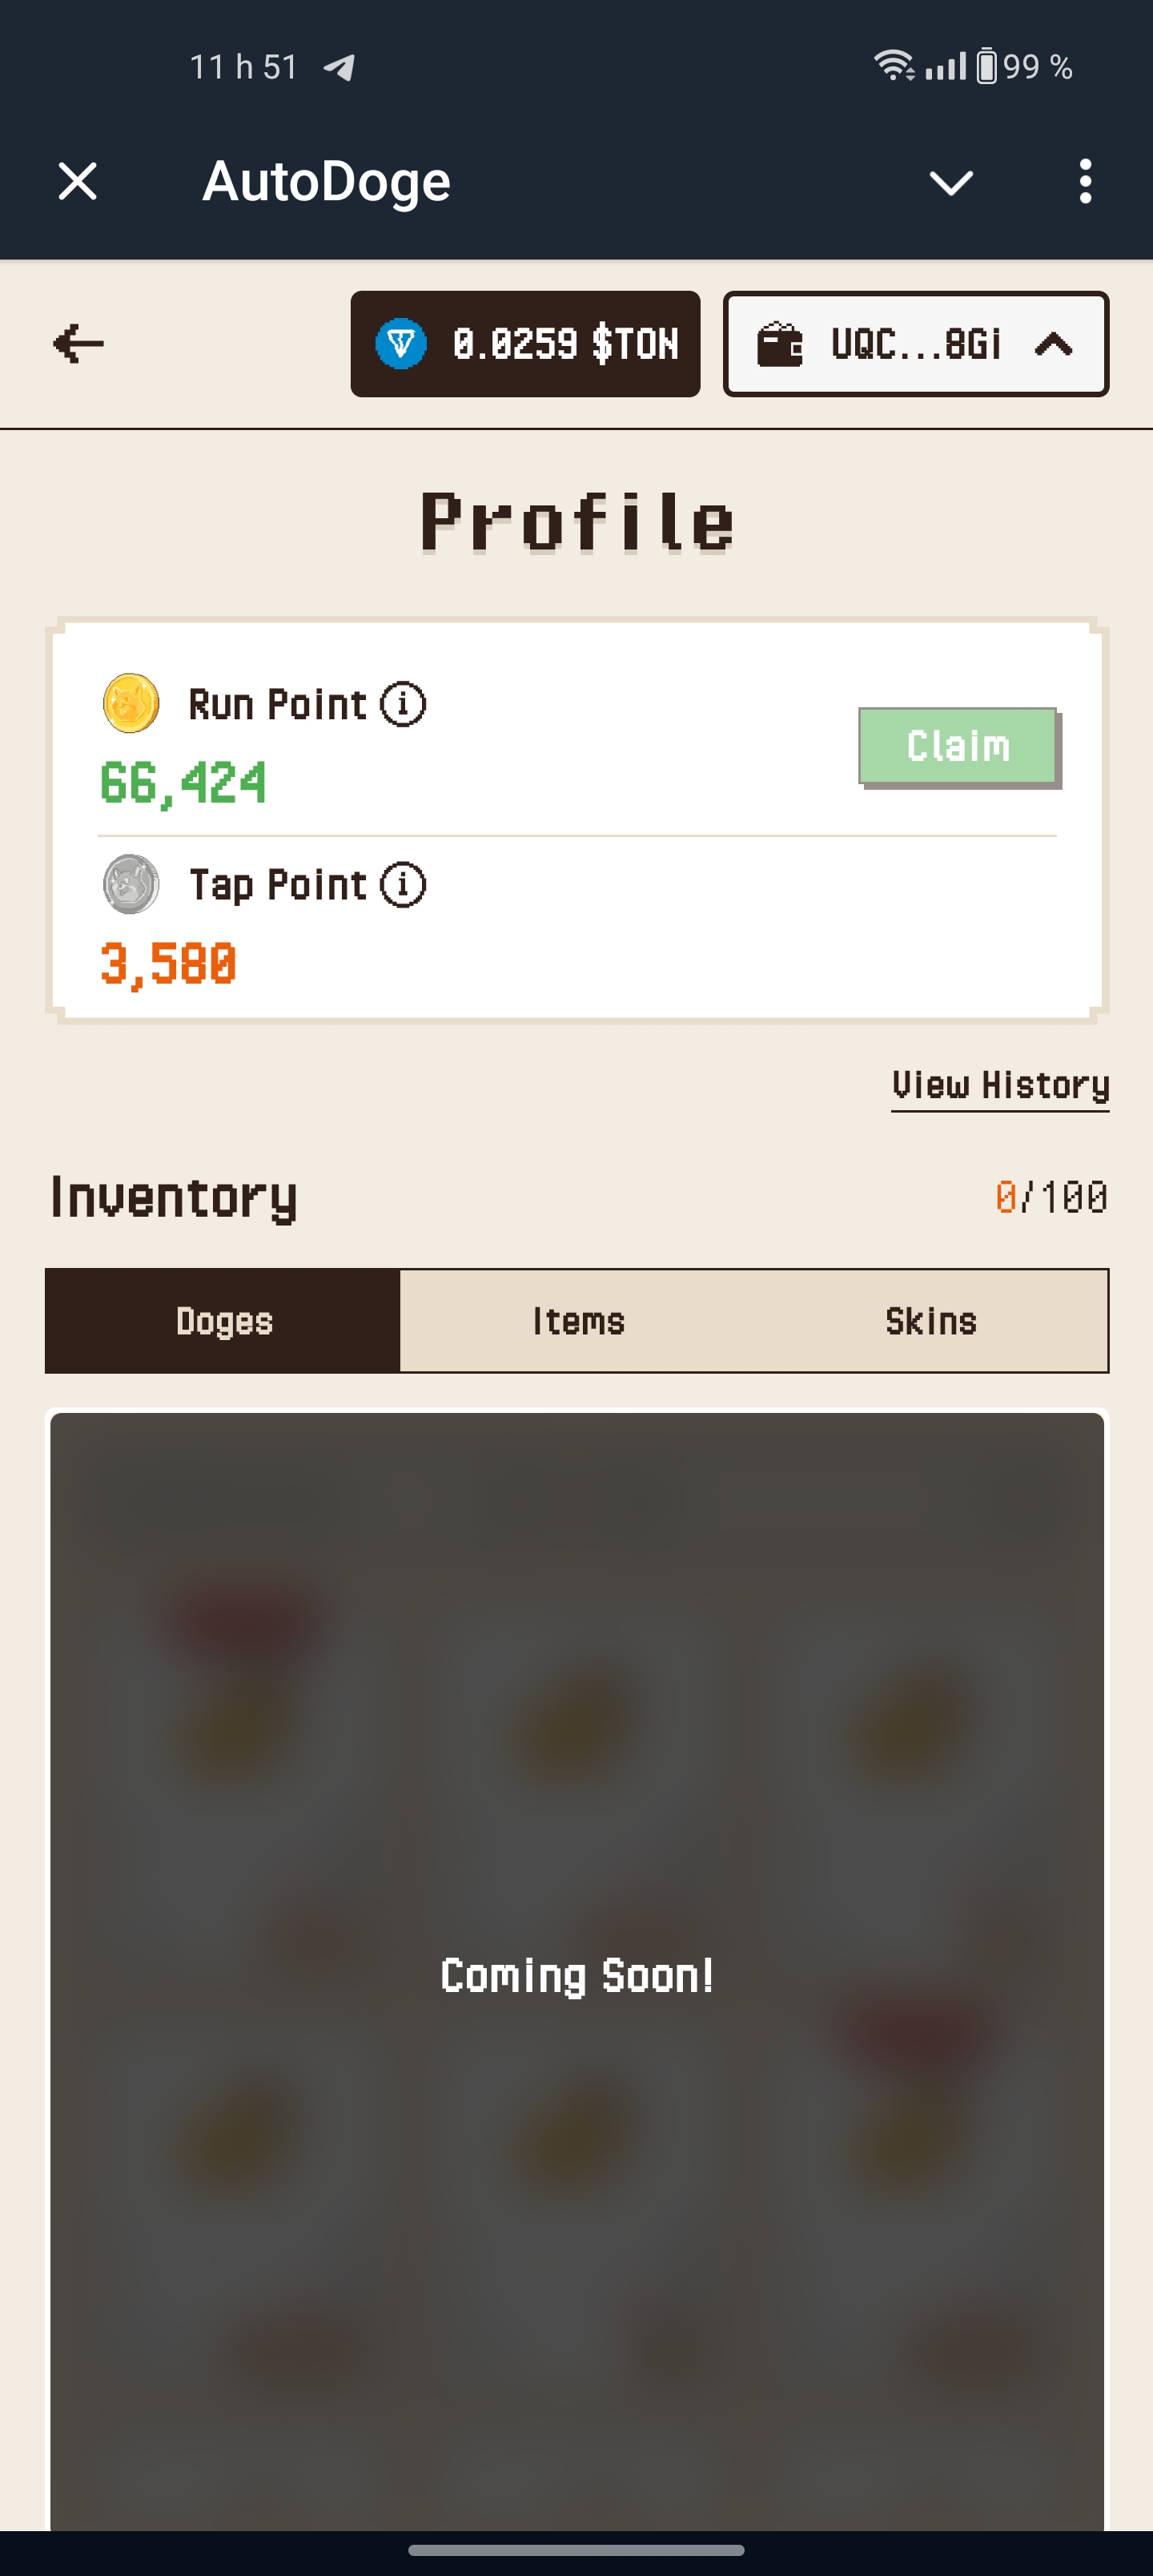 11 h 51 99 %
AutoDoge
0.0259 $TON UQC...8Gi
Profile
Run Point
66,424
Claim
Tap Point
3,580
View History
Inventory 0/100
Doges Items Skins
Coming Soon!